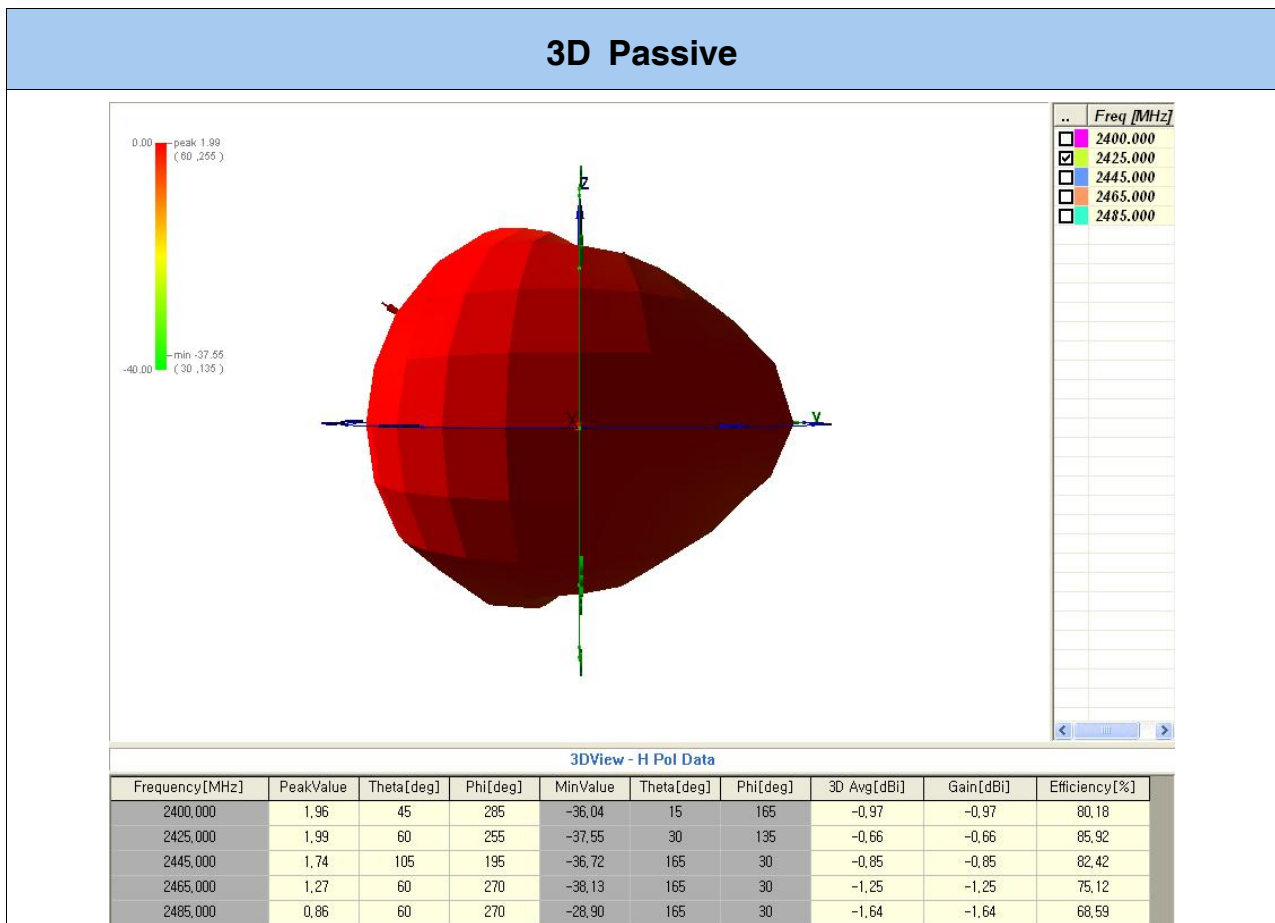 3D Passive
0.00 peak 1.99
( 60 ,255 )
-40.00 min -37.55
( 30 ,135 )
Z
X
Y
.. Freq [MHz]
2400.000
2425.000
2445.000
2465.000
2485.000
3DView - H Pol Data
Frequency[MHz] PeakValue Theta[deg] Phi[deg] MinValue Theta[deg] Phi[deg] 3D Avg[dBi] Gain[dBi] Efficiency[%]
2400,000 1,96 45 285 -36,04 15 165 -0,97 -0,97 80,18
2425,000 1,99 60 255 -37,55 30 135 -0,66 -0,66 85,92
2445,000 1,74 105 195 -36,72 165 30 -0,85 -0,85 82,42
2465,000 1,27 60 270 -38,13 165 30 -1,25 -1,25 75,12
2485,000 0,86 60 270 -28,90 165 30 -1,64 -1,64 68,59